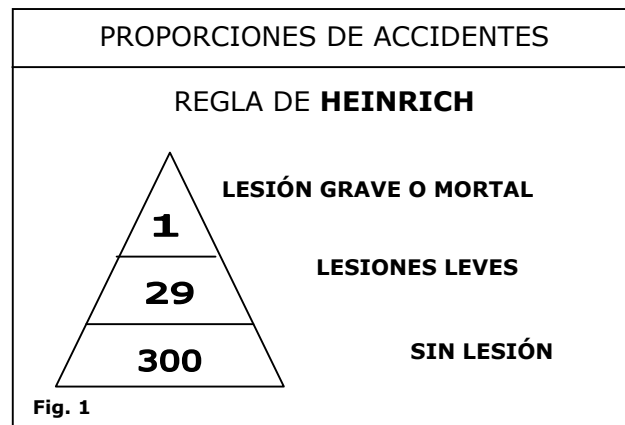 PROPORCIONES DE ACCIDENTES
REGLA DE HEINRICH
LESIÓN GRAVE O MORTAL
1
LESIONES LEVES
29
SIN LESIÓN
300
Fig. 1